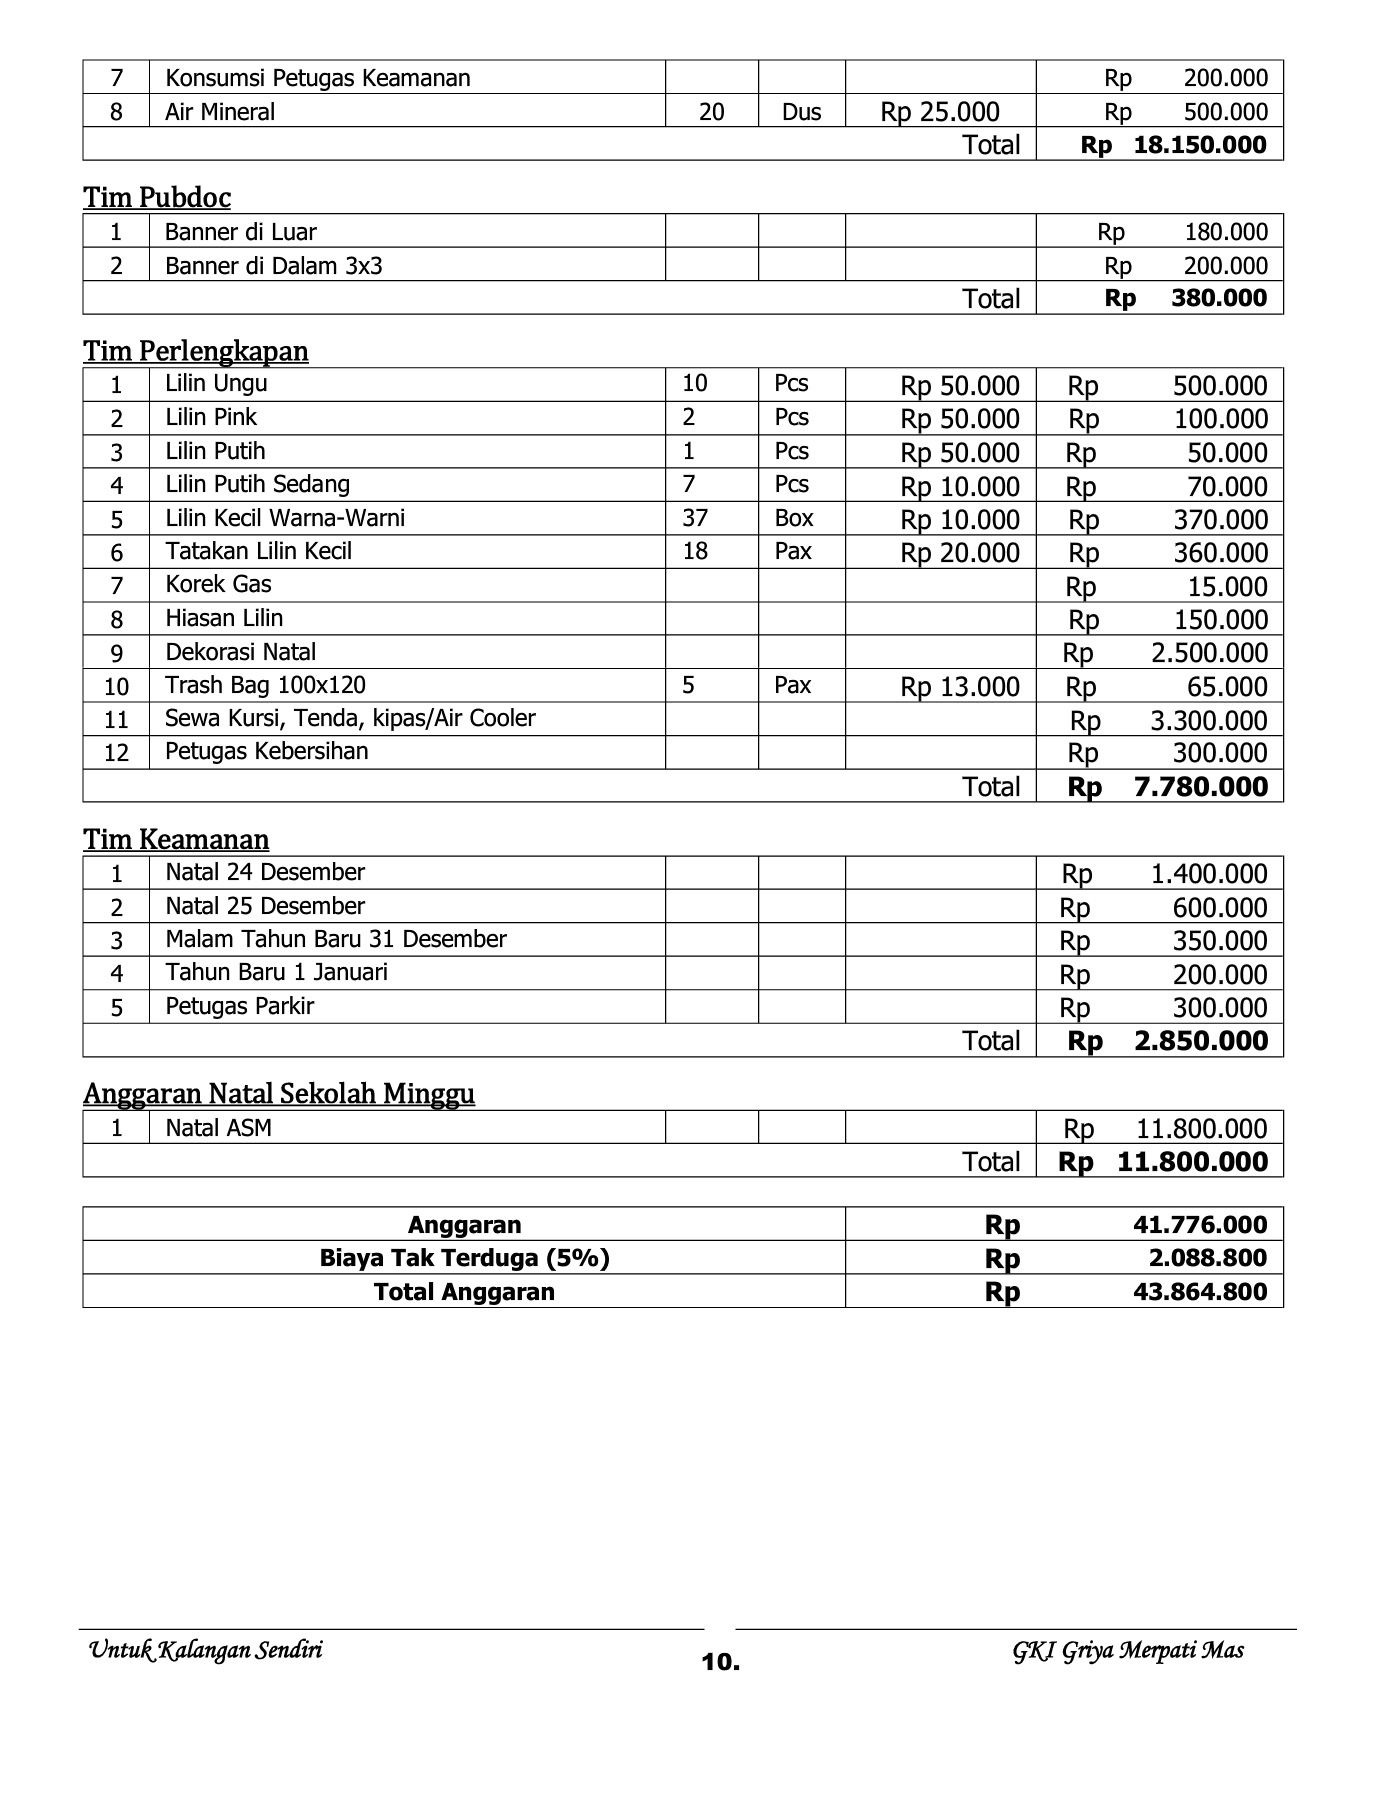 7 Konsumsi Petugas Keamanan Rp 200.000
8 Air Mineral 20 Dus Rp 25.000 Rp 500.000
Total Rp 18.150.000
Tim Pubdoc
1 Banner di Luar Rp 180.000
2 Banner di Dalam 3x3 Rp 200.000
Total Rp 380.000
Tim Perlengkapan
1 Lilin Ungu 10 Pcs Rp 50.000 Rp 500.000
2 Lilin Pink 2 Pcs Rp 50.000 Rp 100.000
3 Lilin Putih 1 Pcs Rp 50.000 Rp 50.000
4 Lilin Putih Sedang 7 Pcs Rp 10.000 Rp 70.000
5 Lilin Kecil Warna-Warni 37 Box Rp 10.000 Rp 370.000
6 Tatakan Lilin Kecil 18 Pax Rp 20.000 Rp 360.000
7 Korek Gas Rp 15.000
8 Hiasan Lilin Rp 150.000
9 Dekorasi Natal Rp 2.500.000
10 Trash Bag 100x120 5 Pax Rp 13.000 Rp 65.000
11 Sewa Kursi, Tenda, kipas/Air Cooler Rp 3.300.000
12 Petugas Kebersihan Rp 300.000
Total Rp 7.780.000
Tim Keamanan
1 Natal 24 Desember Rp 1.400.000
2 Natal 25 Desember Rp 600.000
3 Malam Tahun Baru 31 Desember Rp 350.000
4 Tahun Baru 1 Januari Rp 200.000
5 Petugas Parkir Rp 300.000
Total Rp 2.850.000
Anggaran Natal Sekolah Minggu
1 Natal ASM Rp 11.800.000
Total Rp 11.800.000
Anggaran Rp 41.776.000
Biaya Tak Terduga (5%) Rp 2.088.800
Total Anggaran Rp 43.864.800
Untuk Kalangan Sendiri 10. GKI Griya Merpati Mas